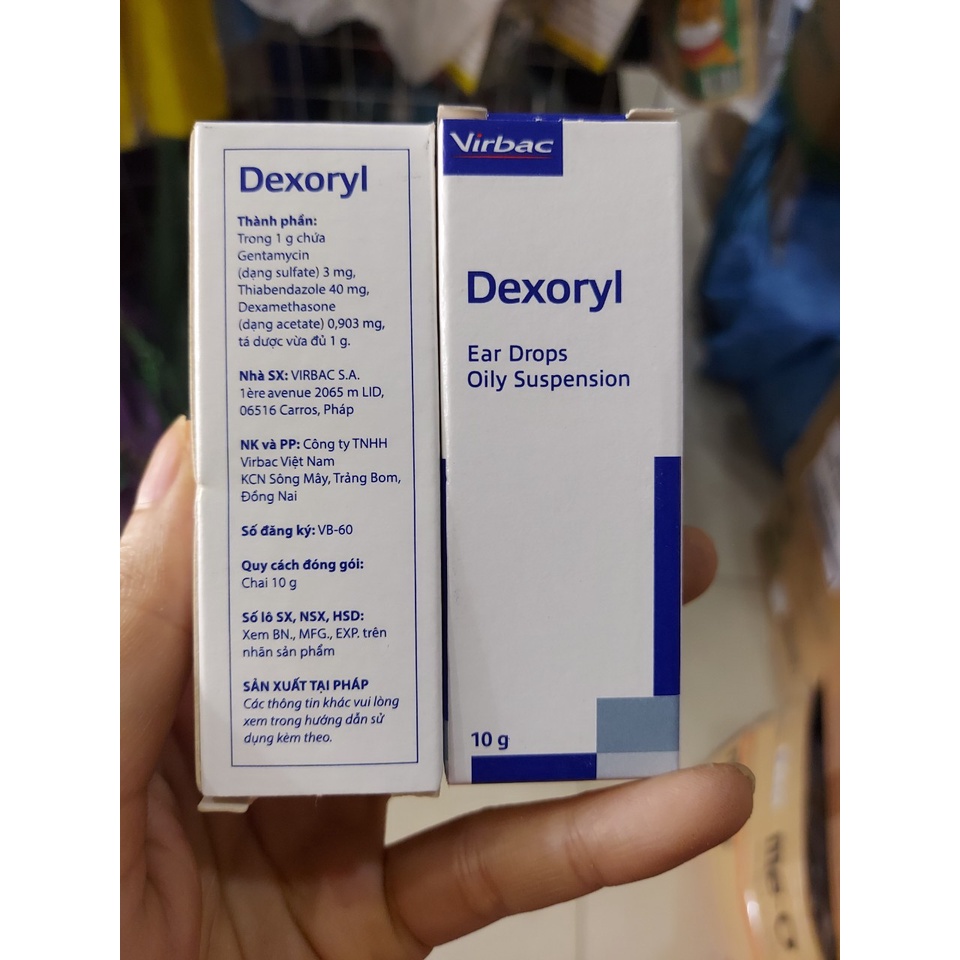 Dexoryl
Thành phần:
Trong 1 g chứa
Gentamycin
(dạng sulfate) 3 mg,
Thiabendazole 40 mg,
Dexamethasone
(dạng acetate) 0,903 mg,
tá dược vừa đủ 1 g.
Nhà SX: VIRBAC S.A.
1ère avenue 2065 m LID,
06516 Carros, Pháp
NK và PP: Công ty TNHH
Virbac Việt Nam
KCN Sông Mây, Trảng Bom,
Đồng Nai
Số đăng ký: VB-60
Quy cách đóng gói:
Chai 10 g
Số lô SX, NSX, HSD:
Xem BN., MFG., EXP. trên
nhãn sản phẩm
SẢN XUẤT TẠI PHÁP
Các thông tin khác vui lòng
xem trong hướng dẫn sử
dụng kèm theo.
Virbac
Dexoryl
Ear Drops
Oily Suspension
10 g